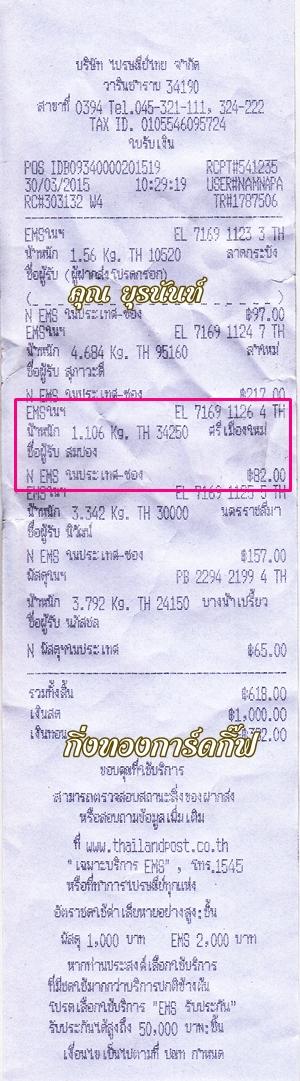 บริษัท ไปรษณีย์ไทย จำกัด
วารินชำราบ 34190
สาขาที่ 0394 Tel.045-321-111, 324-222
TAX ID. 0105546095724
ใบรับเงิน
POS IDB09340000201519 RCPT#541235
30/03/2015 10:29:19 USER#NAMNAPA
RC#303132 W4 TR#1787506
EMSในฯ EL 7169 1123 3 TH
น้ำหนัก 1.56 Kg. TH 10520 ลาดกระบัง
ชื่อผู้รับ (ผู้ฝากส่งโปรดกรอก)
คุณ ยุรนันท์
N EMS ในประเทศ-ซอง ฿97.00
EMSในฯ EL 7169 1124 7 TH
น้ำหนัก 4.684 Kg. TH 95160
ชื่อผู้รับ สุภาวะดี
N EMS ในประเทศ-ซอง ฿217.00
EMSในฯ EL 7169 1126 4 TH
น้ำหนัก 1.106 Kg. TH 34250 ศรีเมืองใหม่
ชื่อผู้รับ สมปอง
N EMS ในประเทศ-ซอง ฿82.00
EMSในฯ EL 7169 1125 5 TH
น้ำหนัก 3.342 Kg. TH 30000 นครราชสีมา
ชื่อผู้รับ นิวัฒน์
N EMS ในประเทศ-ซอง ฿157.00
พัสดุในฯ PB 2294 2199 4 TH
น้ำหนัก 3.792 Kg. TH 24150 บางน้ำเปรี้ยว
ชื่อผู้รับ นภัสชล
N พัสดุฯในประเทศ ฿65.00
รวมทั้งสิ้น ฿618.00
เงินสด ฿1,000.00
เงินทอน ฿382.00
กิ่งทองการ์ดกิ๊ฟ
ขอบคุณที่ใช้บริการ
สามารถตรวจสอบสถานะสิ่งของฝากส่ง
หรือสอบถามข้อมูลเพิ่มเติม
ที่ www.thailandpost.co.th
"เฉพาะบริการ EMS" , โทร.1545
หรือที่ทำการไปรษณีย์ทุกแห่ง
อัตราชดใช้ค่าเสียหายอย่างสูง:ชิ้น
พัสดุ 1,000 บาท EMS 2,000 บาท
หากท่านประสงค์เลือกใช้บริการ
ที่มีชดใช้มากกว่าบริการปกติข้างต้น
โปรดเลือกใช้บริการ "EMS รับประกัน"
รับประกันได้สูงถึง 50,000 บาท:ชิ้น
เงื่อนไขเป็นไปตามที่ ปณท กำหนด